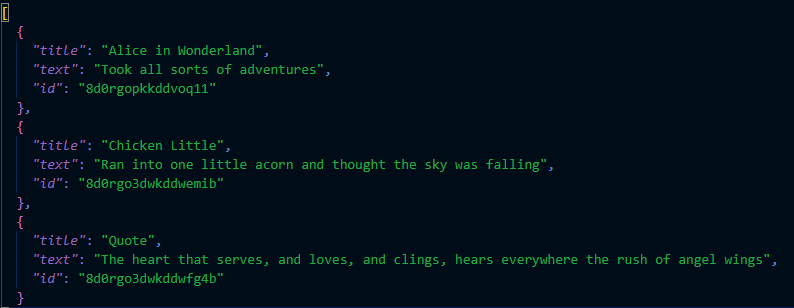 [
{
"title": "Alice in Wonderland",
"text": "Took all sorts of adventures",
"id": "8d0rgopkkddvoq11"
},
{
"title": "Chicken Little",
"text": "Ran into one little acorn and thought the sky was falling",
"id": "8d0rgo3dwkddwemib"
},
{
"title": "Quote",
"text": "The heart that serves, and loves, and clings, hears everywhere the rush of angel wings",
"id": "8d0rgo3dwkddwfg4b"
}